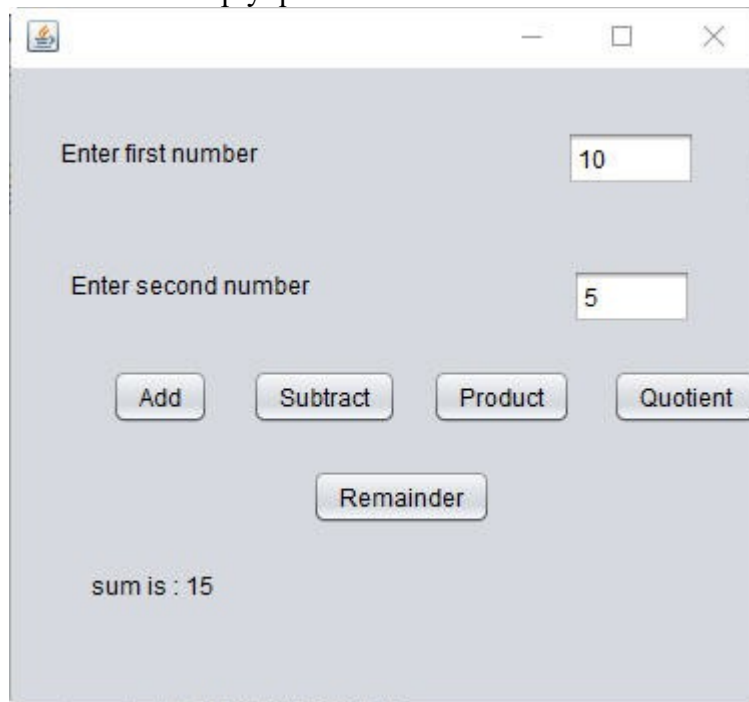 Enter first number 10
Enter second number 5
Add Subtract Product Quotient
Remainder
sum is : 15